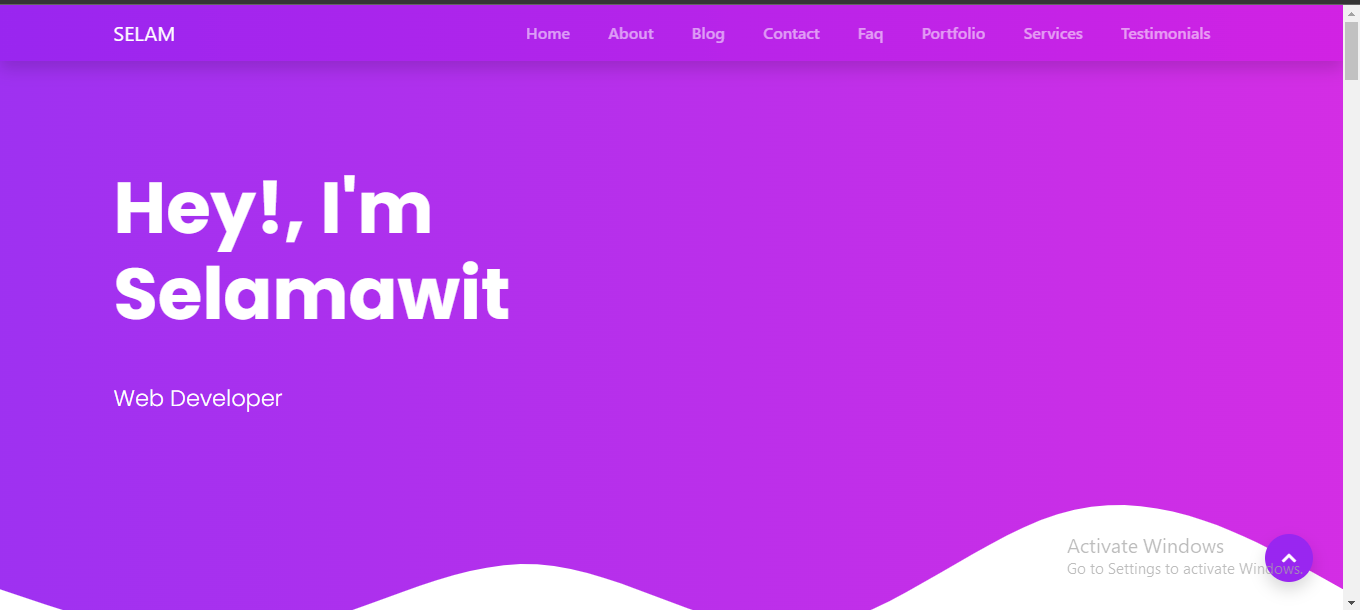 SELAM
Home About Blog Contact Faq Portfolio Services Testimonials
Hey!, I'm
Selamawit
Web Developer
Activate Windows
Go to Settings to activate Windows.